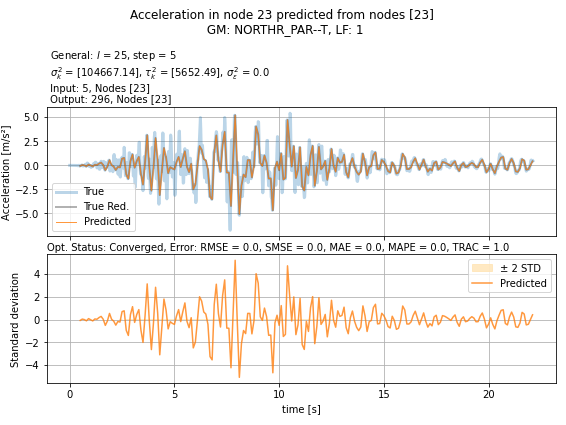 Acceleration in node 23 predicted from nodes [23]
GM: NORTHR_PAR--T, LF: 1
General: l = 25, step = 5
σ²ₖ = [104667.14], τ²ₖ = [5652.49], σ²ₛ = 0.0
Input: 5, Nodes [23]
Output: 296, Nodes [23]
Acceleration [m/s²]
5.0
2.5
0.0
−2.5
−5.0
True
True Red.
Predicted
Opt. Status: Converged, Error: RMSE = 0.0, SMSE = 0.0, MAE = 0.0, MAPE = 0.0, TRAC = 1.0
Standard deviation
4
2
0
−2
−4
± 2 STD
Predicted
0 5 10 15 20
time [s]